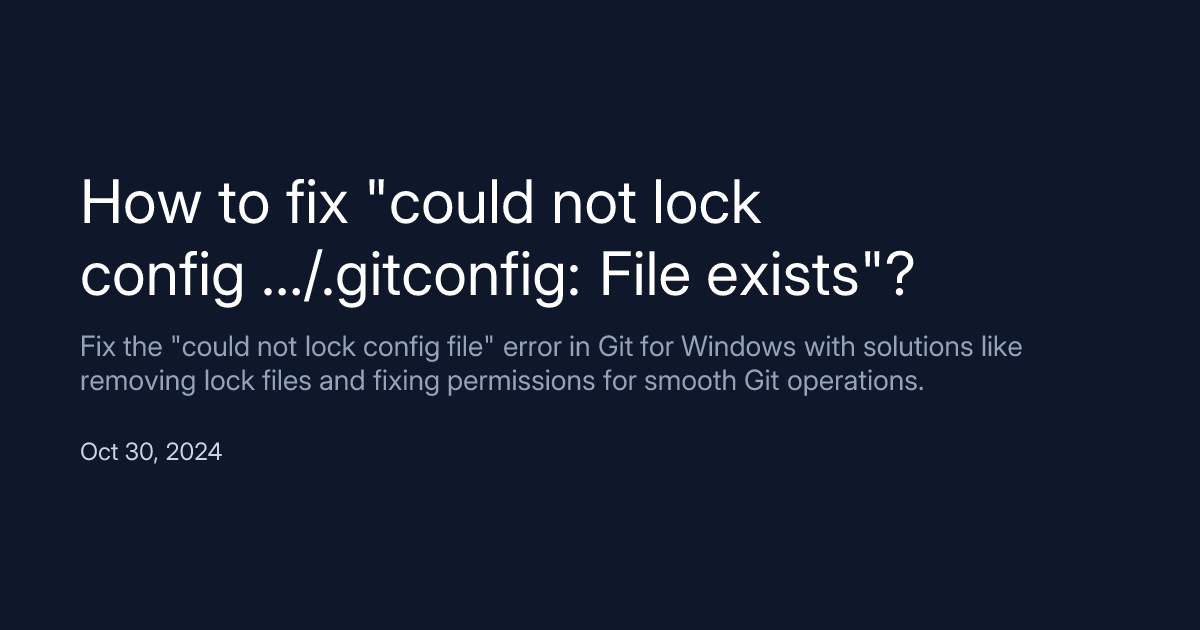 How to fix "could not lock
config .../.gitconfig: File exists"?
Fix the "could not lock config file" error in Git for Windows with solutions like
removing lock files and fixing permissions for smooth Git operations.
Oct 30, 2024